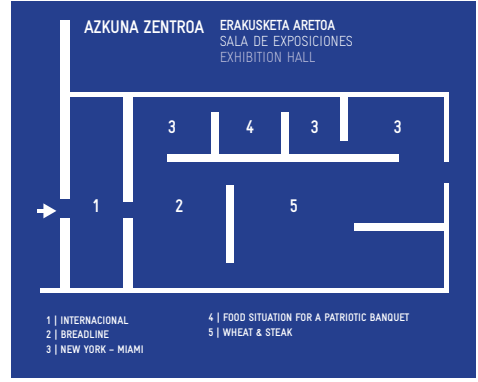 AZKUNA ZENTROA
ERAKUSKETA ARETOA
SALA DE EXPOSICIONES
EXHIBITION HALL
3 4 3 3
1 2 5
1 | INTERNACIONAL
2 | BREADLINE
3 | NEW YORK – MIAMI
4 | FOOD SITUATION FOR A PATRIOTIC BANQUET
5 | WHEAT & STEAK